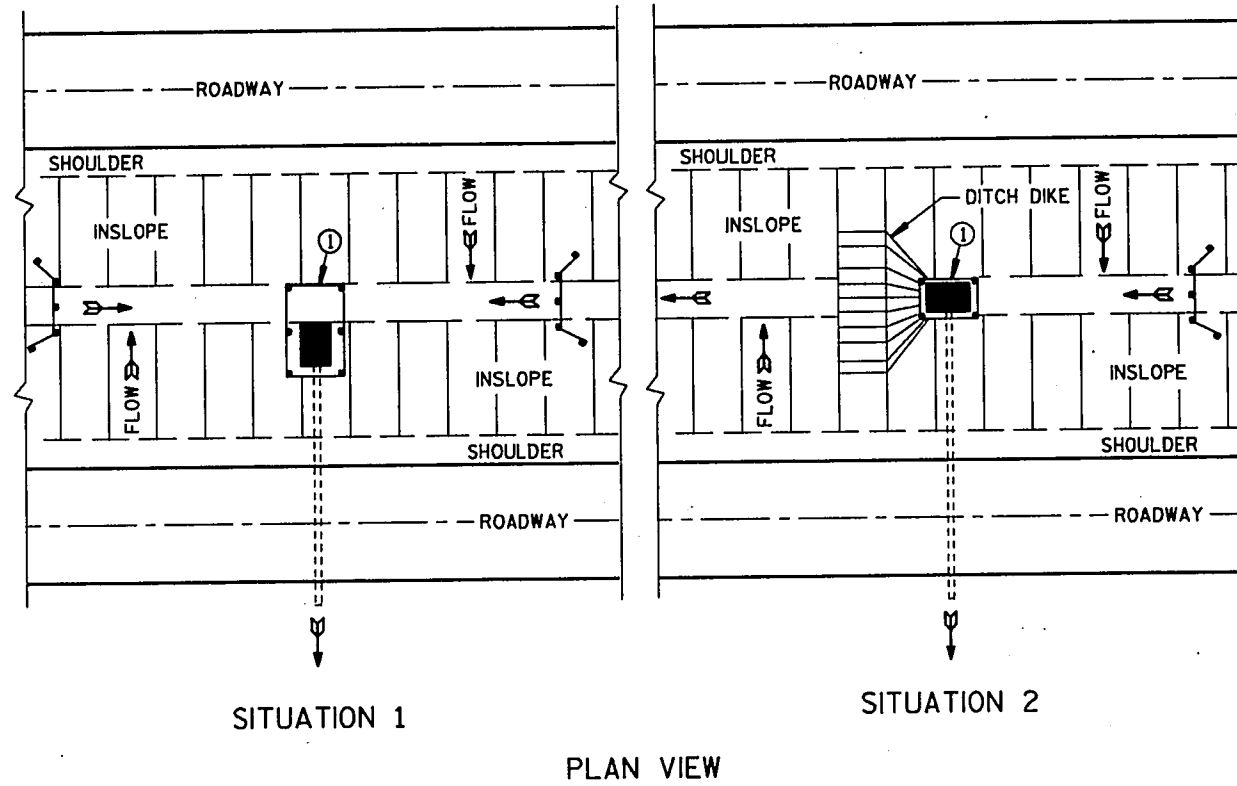 ROADWAY
SHOULDER
INSLOPE
FLOW
1
FLOW
INSLOPE
SHOULDER
ROADWAY
SITUATION 1
ROADWAY
SHOULDER
DITCH DIKE
FLOW
INSLOPE
1
FLOW
INSLOPE
SHOULDER
ROADWAY
SITUATION 2
PLAN VIEW